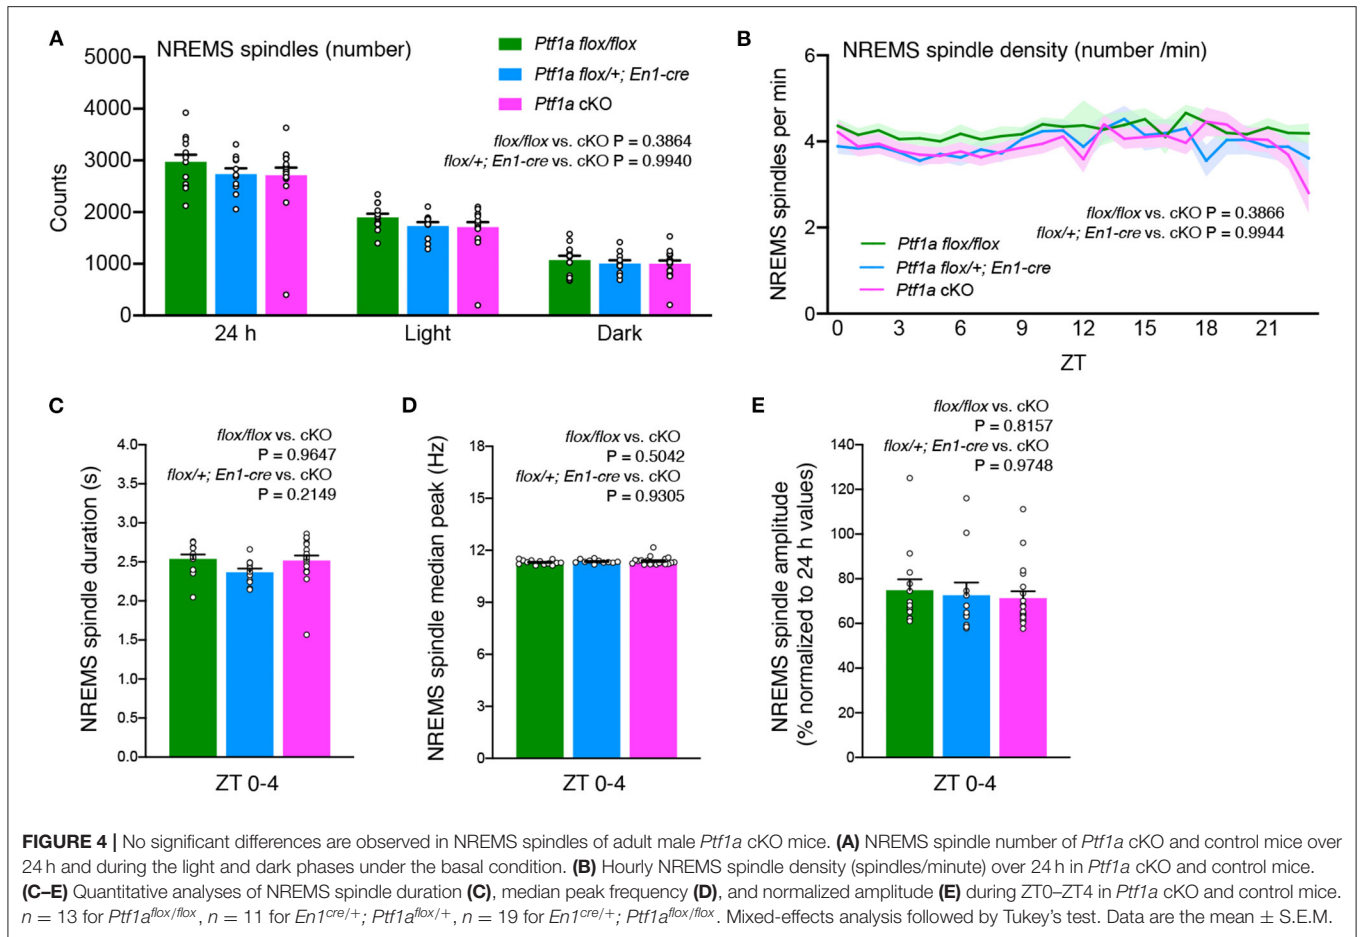 A
NREMS spindles (number)
Ptf1a flox/flox
Ptf1a flox/+; En1-cre
Ptf1a cKO
flox/flox vs. cKO P = 0.3864
flox/+; En1-cre vs. cKO P = 0.9940
Counts
5000
4000
3000
2000
1000
0
24 h
Light
Dark
B
NREMS spindle density (number /min)
NREMS spindles per min
6
4
2
0
flox/flox vs. cKO P = 0.3866
flox/+; En1-cre vs. cKO P = 0.9944
Ptf1a flox/flox
Ptf1a flox/+; En1-cre
Ptf1a cKO
0 3 6 9 12 15 18 21
ZT
C
flox/flox vs. cKO
P = 0.9647
flox/+; En1-cre vs. cKO
P = 0.2149
NREMS spindle duration (s)
4.0
3.5
3.0
2.5
2.0
1.5
1.0
0.5
0.0
ZT 0-4
D
flox/flox vs. cKO
P = 0.5042
flox/+; En1-cre vs. cKO
P = 0.9305
NREMS spindle median peak (Hz)
18
15
12
9
6
3
0
ZT 0-4
E
flox/flox vs. cKO
P = 0.8157
flox/+; En1-cre vs. cKO
P = 0.9748
NREMS spindle amplitude
(% normalized to 24 h values)
140
120
100
80
60
40
20
0
ZT 0-4
FIGURE 4 | No significant differences are observed in NREMS spindles of adult male Ptf1a cKO mice. (A) NREMS spindle number of Ptf1a cKO and control mice over
24 h and during the light and dark phases under the basal condition. (B) Hourly NREMS spindle density (spindles/minute) over 24 h in Ptf1a cKO and control mice.
(C–E) Quantitative analyses of NREMS spindle duration (C), median peak frequency (D), and normalized amplitude (E) during ZT0–ZT4 in Ptf1a cKO and control mice.
n = 13 for Ptf1a^flox/flox, n = 11 for En1^cre/+; Ptf1a^flox/+, n = 19 for En1^cre/+; Ptf1a^flox/flox. Mixed-effects analysis followed by Tukey's test. Data are the mean ± S.E.M.